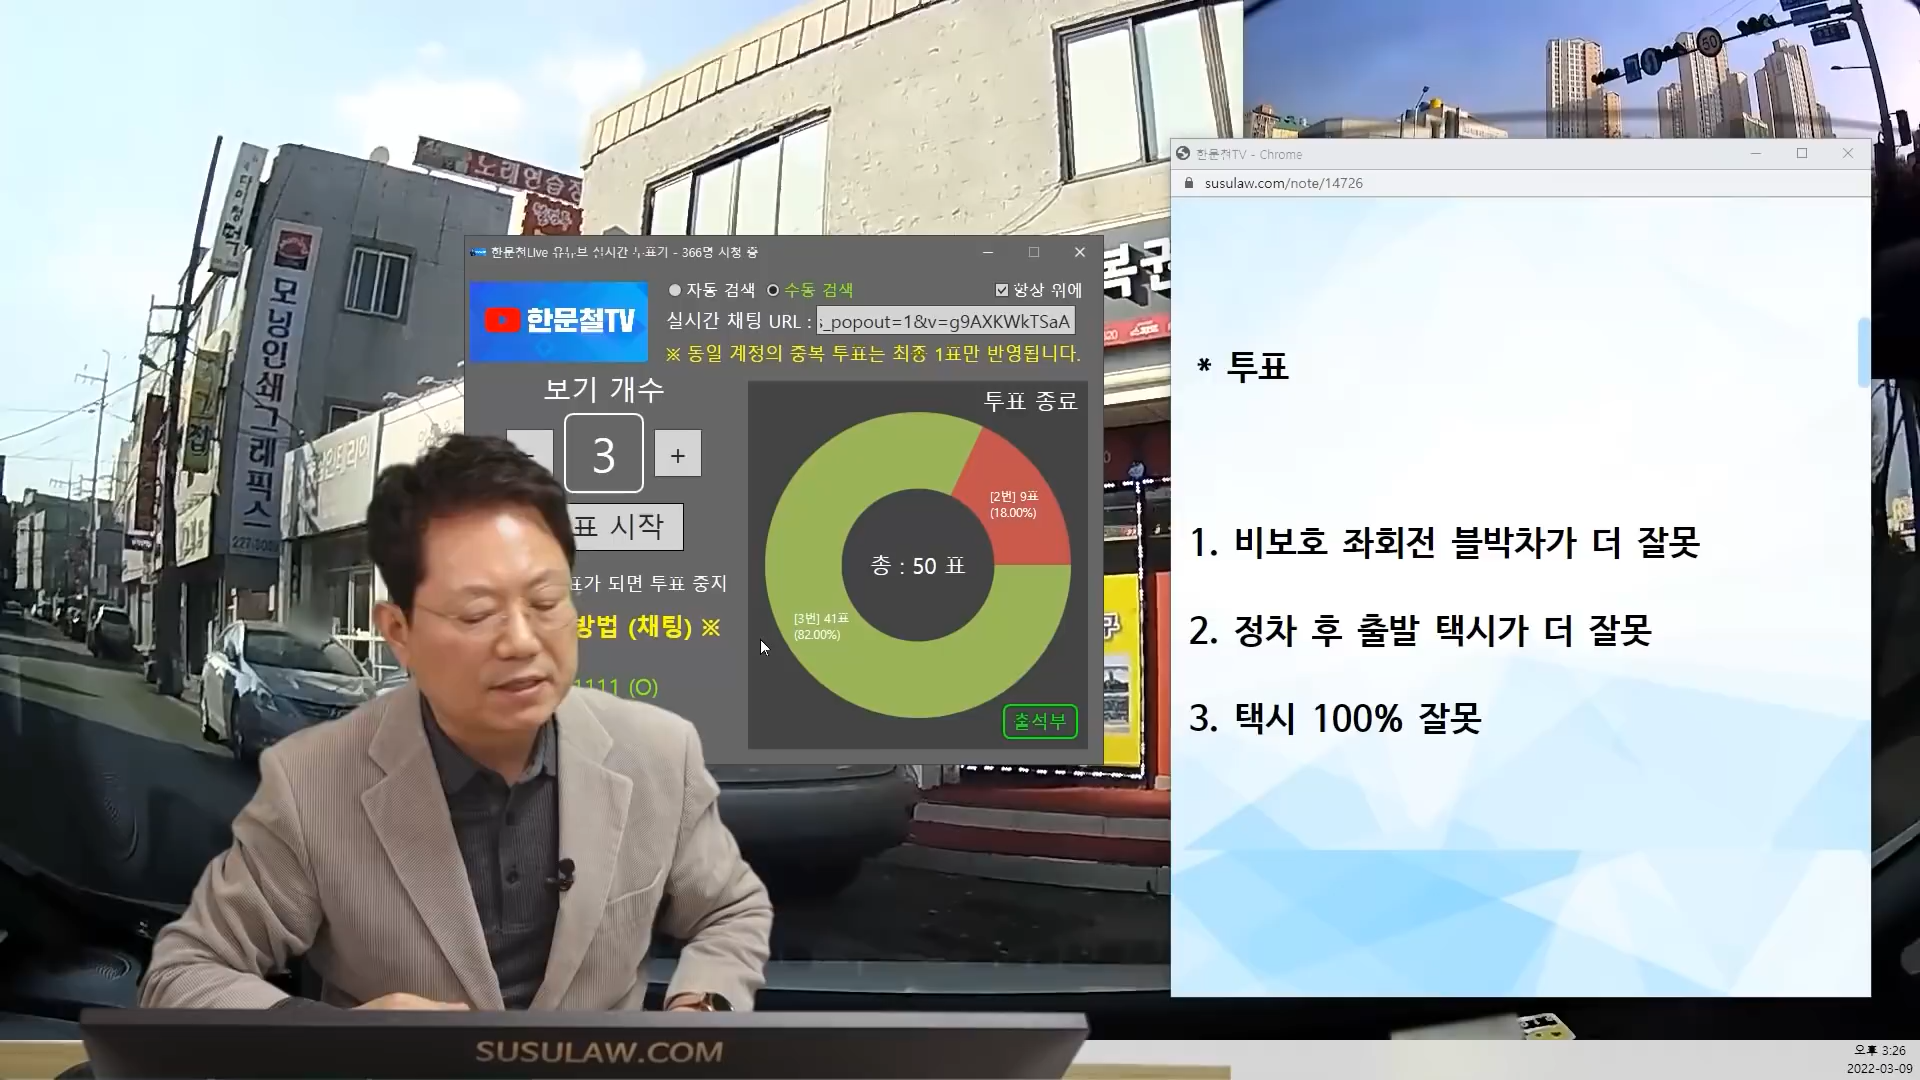 노래연습장
모닝인쇄그래픽스
227-0009
복권
50
한문철Live 유튜브 실시간 투표기 - 366명 시청 중
한문철TV
자동 검색
수동 검색
항상 위에
실시간 채팅 URL :
s_popout=1&v=g9AXKWkTSaA
※ 동일 계정의 중복 투표는 최종 1표만 반영됩니다.
보기 개수
-
3
+
표 시작
표가 되면 투표 중지
방법 (채팅) ※
1111 (O)
투표 종료
[2번] 9표
(18.00%)
총 : 50 표
[3번] 41표
(82.00%)
출석부
한문철TV - Chrome
susulaw.com/note/14726
* 투표
1. 비보호 좌회전 블박차가 더 잘못
2. 정차 후 출발 택시가 더 잘못
3. 택시 100% 잘못
SUSULAW.COM
오후 3:26
2022-03-09